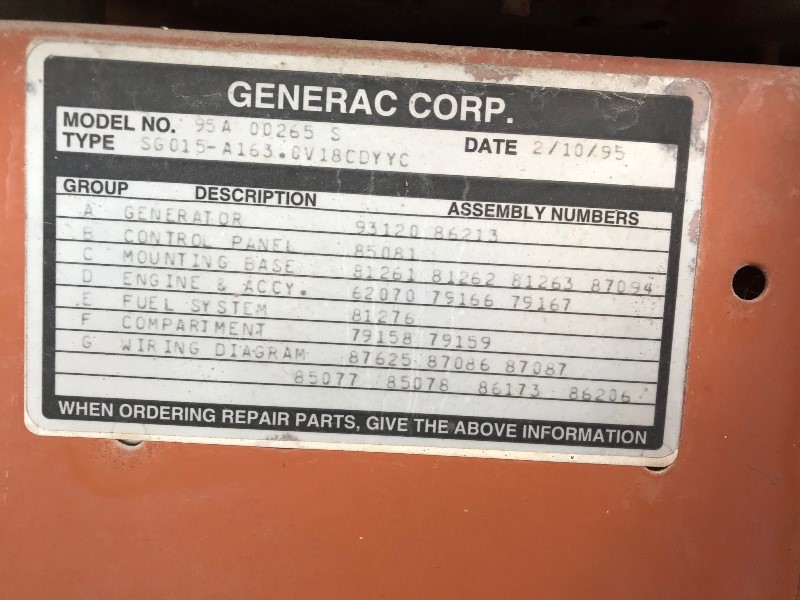 GENERAC CORP.
MODEL NO. 95A 00265 S
TYPE SG015-A163.0V18CDYYC DATE 2/10/95
GROUP DESCRIPTION ASSEMBLY NUMBERS
A GENERATOR 93120 86213
B CONTROL PANEL 85081
C MOUNTING BASE 81261 81262 81263 87094
D ENGINE & ACCY. 62070 79166 79167
E FUEL SYSTEM 81276
F COMPARTMENT 79158 79159
G WIRING DIAGRAM 87625 87086 87087
85077 85078 86173 86206
WHEN ORDERING REPAIR PARTS, GIVE THE ABOVE INFORMATION